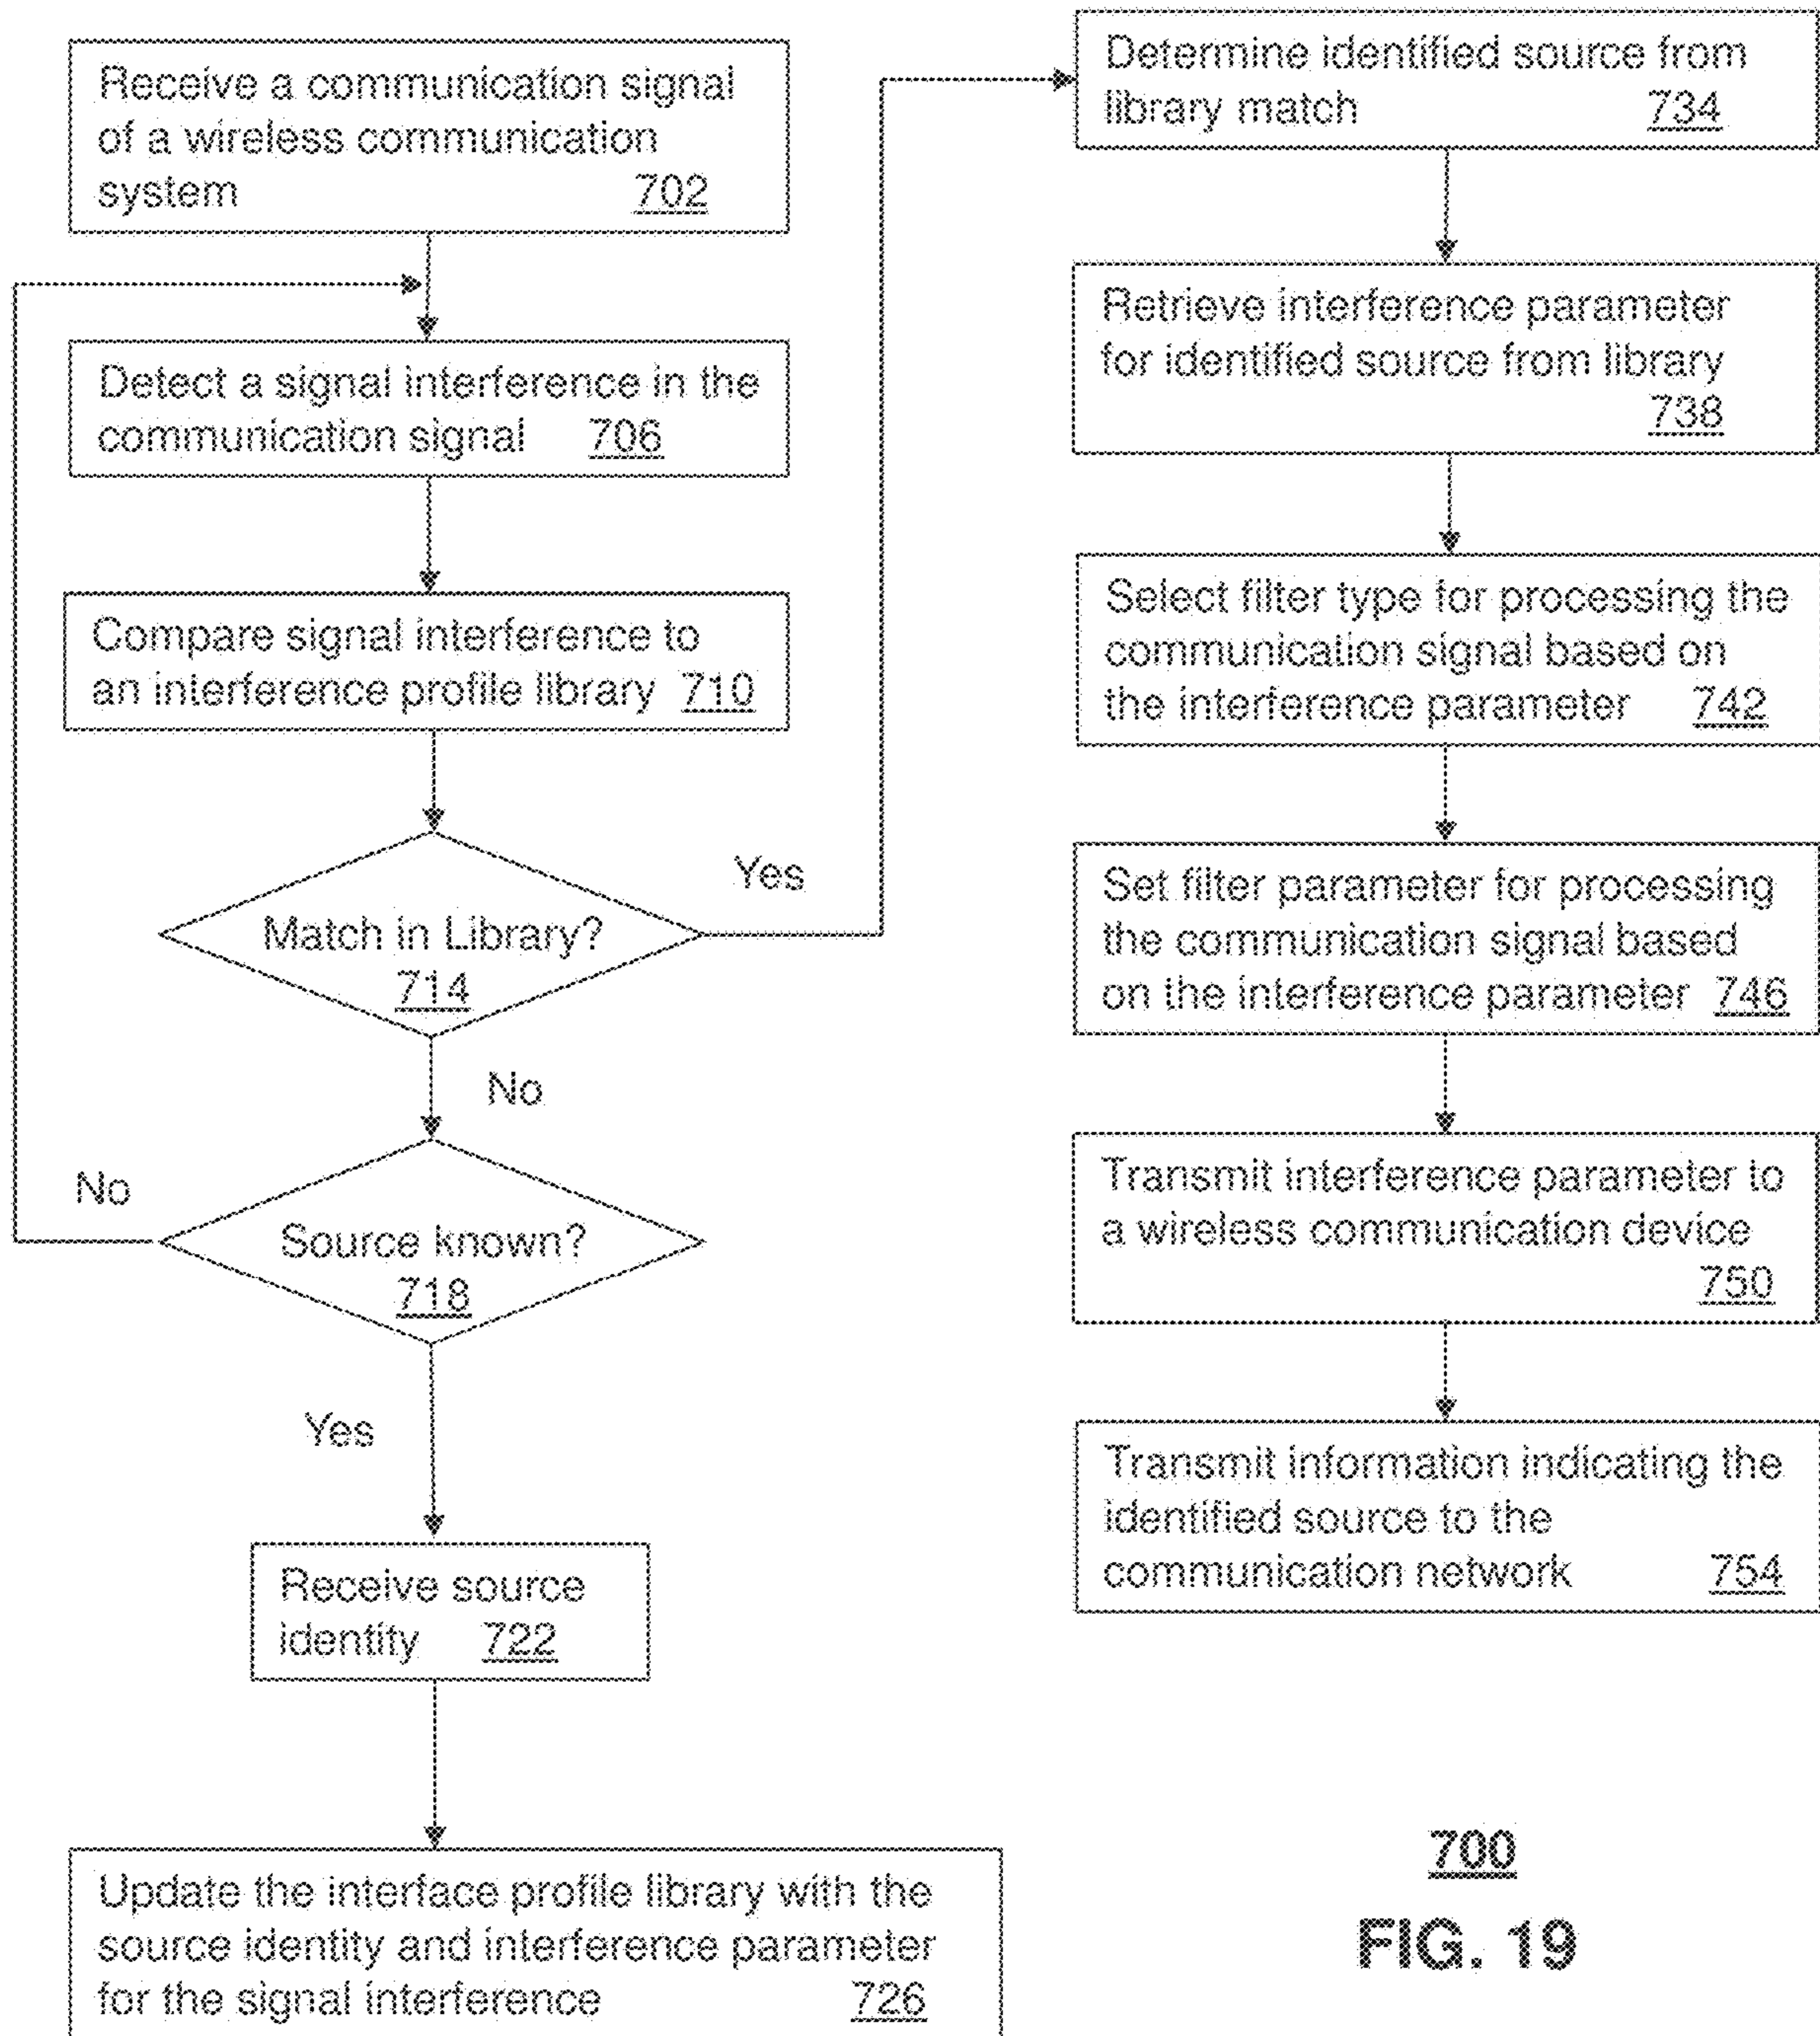 Receive a communication signal
of a wireless communication
system 702
Detect a signal interference in the
communication signal 706
Compare signal interference to
an interference profile library 710
Match in Library?
714
Yes
No
Source known?
718
No
Yes
Receive source
identity 722
Update the interface profile library with the
source identity and interference parameter
for the signal interference 726
Determine identified source from
library match 734
Retrieve interference parameter
for identified source from library
738
Select filter type for processing the
communication signal based on
the interference parameter 742
Set filter parameter for processing
the communication signal based
on the interference parameter 746
Transmit interference parameter to
a wireless communication device
750
Transmit information indicating the
identified source to the
communication network 754
700
FIG. 19